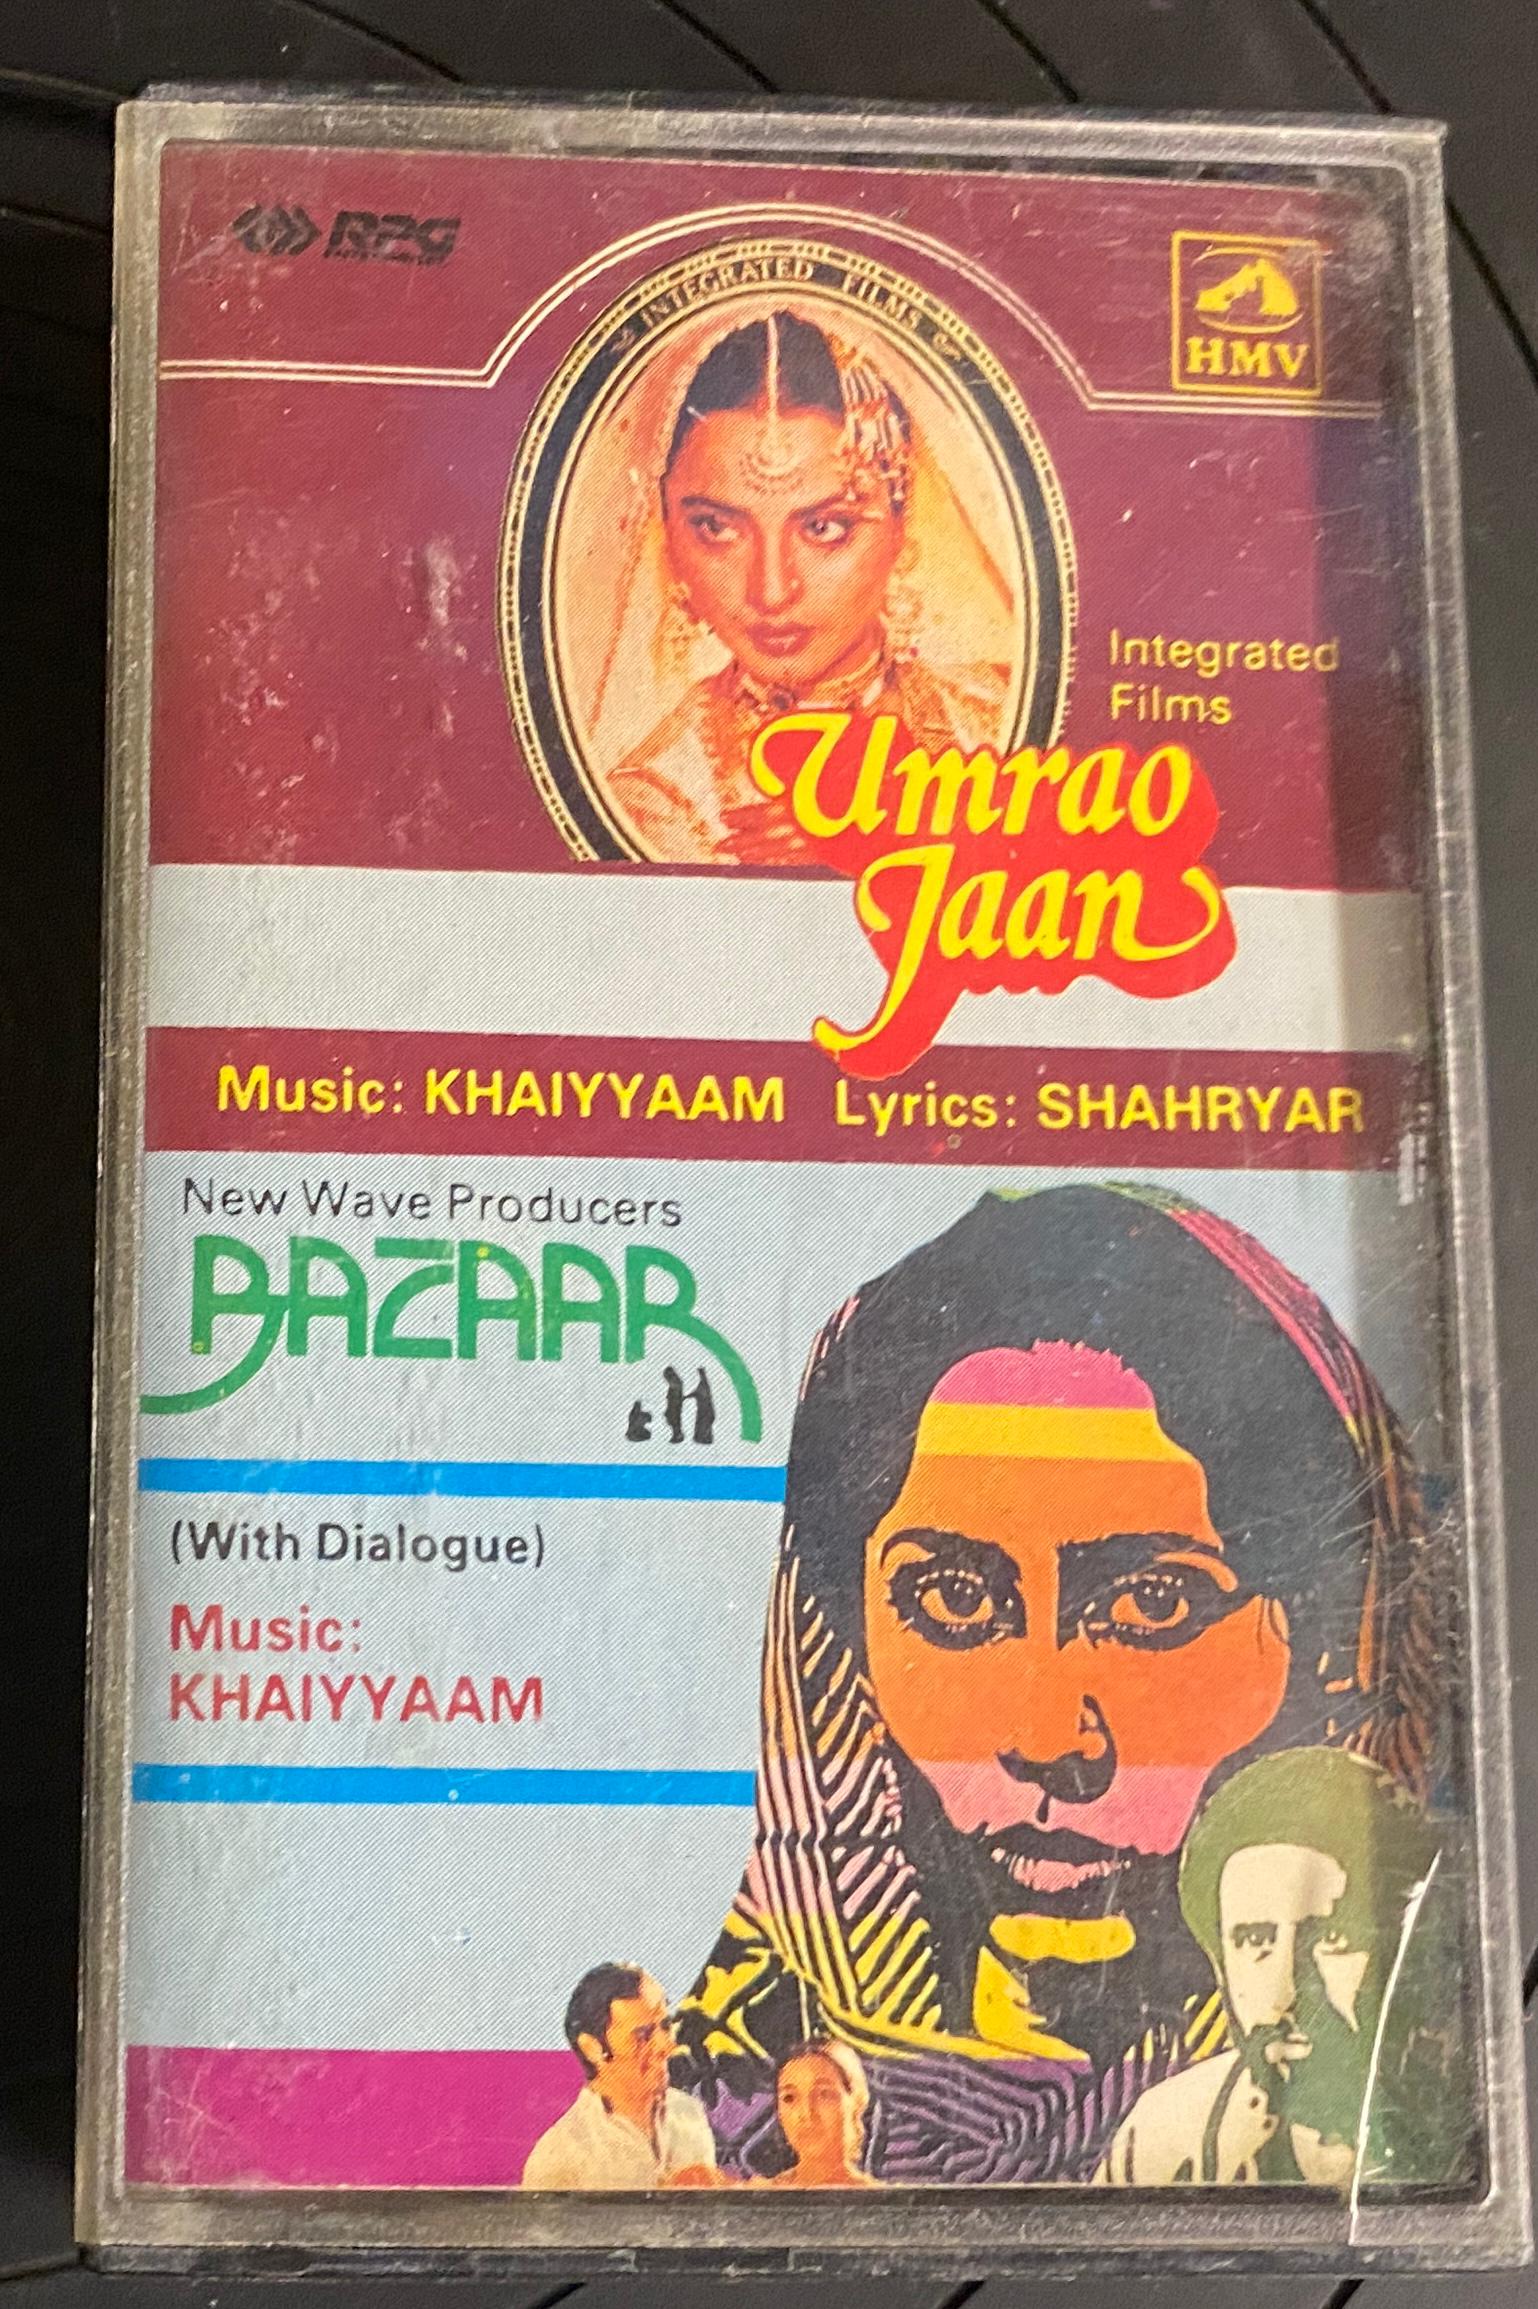 RPG
INTEGRATED FILMS
HMV
Integrated
Films
Umrao
Jaan
Music: KHAIYYAAM Lyrics: SHAHRYAR
New Wave Producers
BAZAAR
(With Dialogue)
Music:
KHAIYYAAM